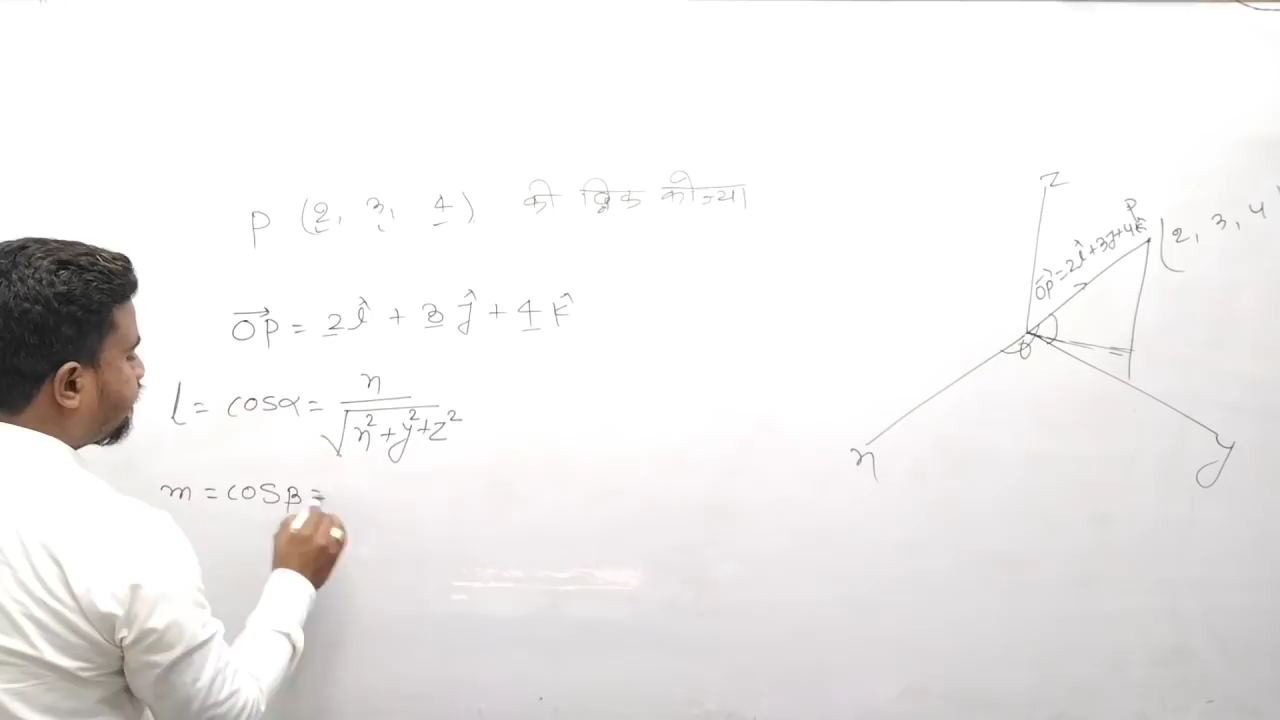 P (2, 3, 4) की द्विक कोज्या
OP→ = 2î + 3ĵ + 4k̂
l = cosα = x / √(x²+y²+z²)
m = cosβ =
z
P
(2, 3, 4
OP→ = 2î+3ĵ+4k̂
O
x
y